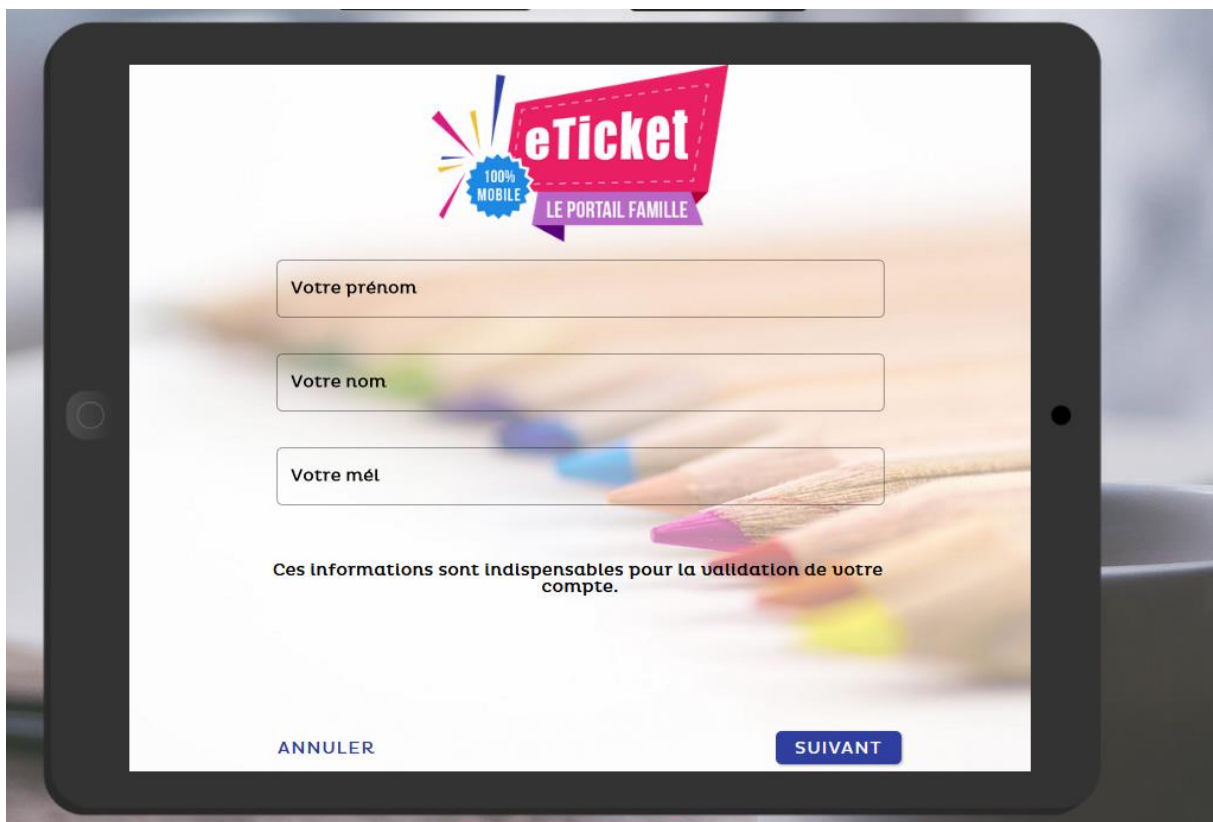 eTicket
100%
MOBILE
LE PORTAIL FAMILLE
Votre prénom
Votre nom
Votre mél
Ces informations sont indispensables pour la validation de votre
compte.
ANNULER
SUIVANT